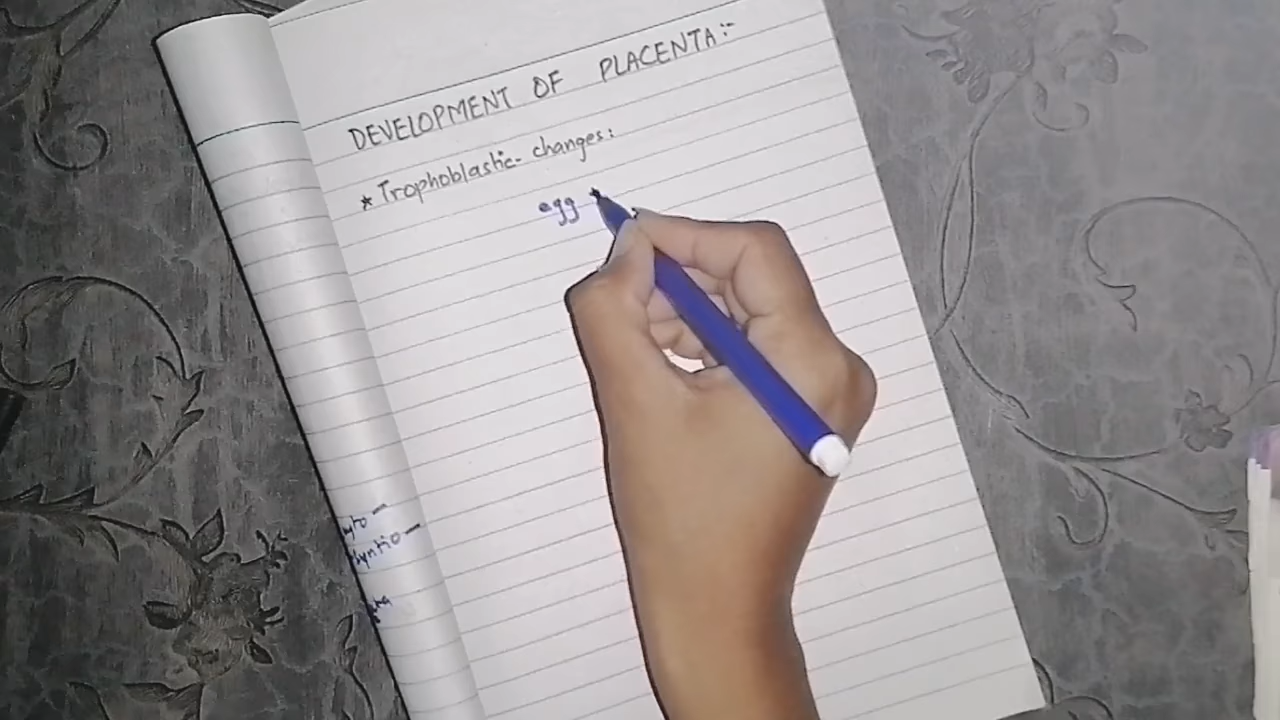 DEVELOPMENT OF PLACENTA:-
* Trophoblastic changes:
egg